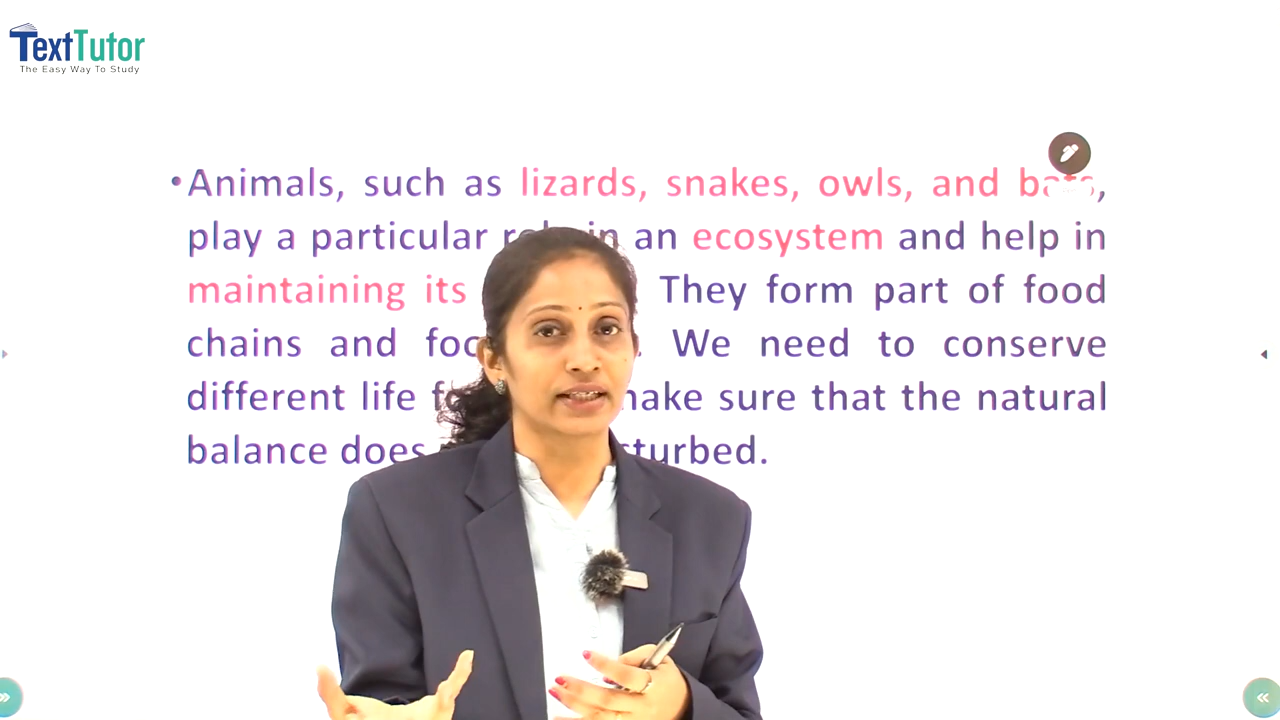 TextTutor
The Easy Way To Study
•Animals, such as lizards, snakes, owls, and bats,
play a particular role in an ecosystem and help in
maintaining its They form part of food
chains and We need to conserve
different life make sure that the natural
balance does